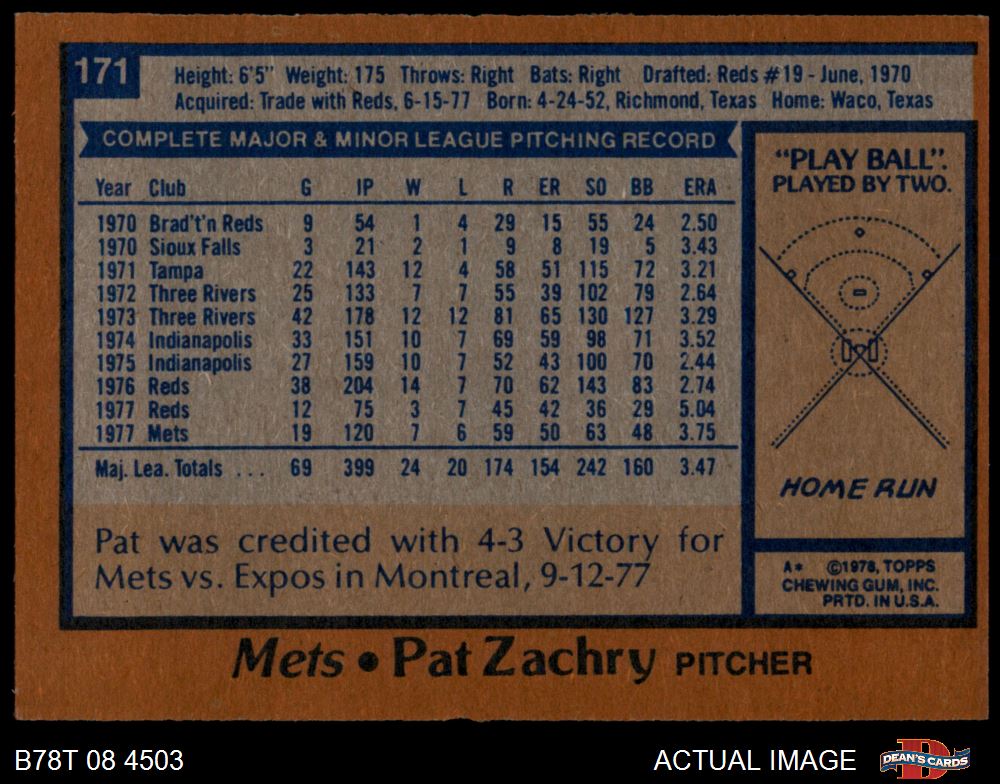 171
Height: 6'5" Weight: 175 Throws: Right Bats: Right Drafted: Reds #19 - June, 1970
Acquired: Trade with Reds, 6-15-77 Born: 4-24-52, Richmond, Texas Home: Waco, Texas
COMPLETE MAJOR & MINOR LEAGUE PITCHING RECORD
Year Club G IP W L R ER SO BB ERA
1970 Brad't'n Reds 9 54 1 4 29 15 55 24 2.50
1970 Sioux Falls 3 21 2 1 9 8 19 5 3.43
1971 Tampa 22 143 12 4 58 51 115 72 3.21
1972 Three Rivers 25 133 7 7 55 39 102 79 2.64
1973 Three Rivers 42 178 12 12 81 65 130 127 3.29
1974 Indianapolis 33 151 10 7 69 59 98 71 3.52
1975 Indianapolis 27 159 10 7 52 43 100 70 2.44
1976 Reds 38 204 14 7 70 62 143 83 2.74
1977 Reds 12 75 3 7 45 42 36 29 5.04
1977 Mets 19 120 7 6 59 50 63 48 3.75
Maj. Lea. Totals ... 69 399 24 20 174 154 242 160 3.47
Pat was credited with 4-3 Victory for
Mets vs. Expos in Montreal, 9-12-77
"PLAY BALL".
PLAYED BY TWO.
HOME RUN
A* ©1978, TOPPS
CHEWING GUM, INC.
PRTD. IN U.S.A.
Mets • Pat Zachry PITCHER
B78T 08 4503
ACTUAL IMAGE
DEAN'S CARDS